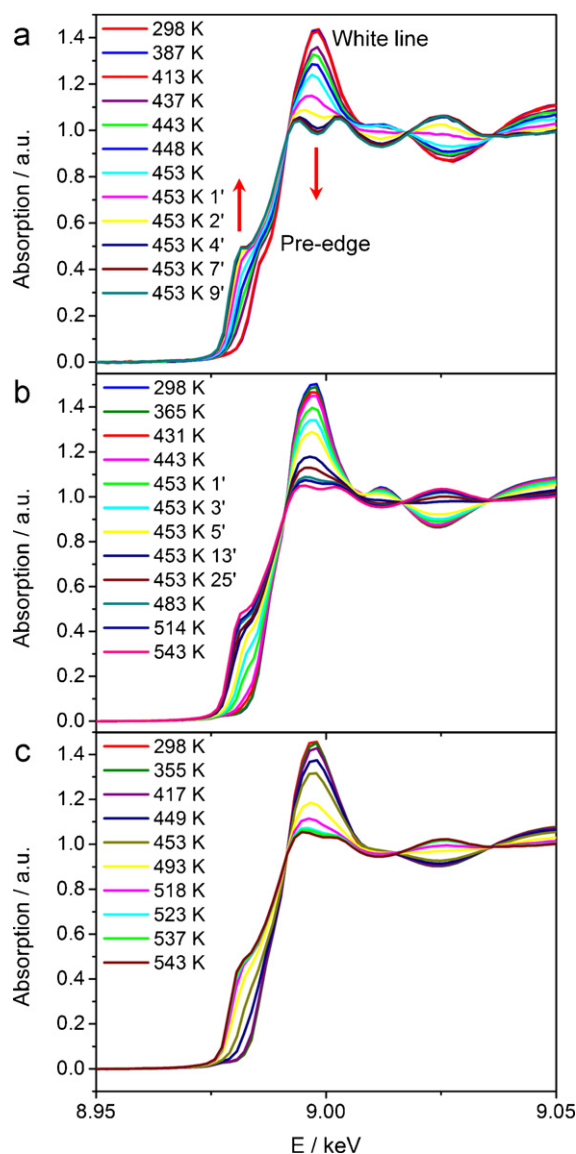 a
1.4
1.2
1.0
0.8
0.6
0.4
0.2
0.0
Absorption / a.u.
298 K
387 K
413 K
437 K
443 K
448 K
453 K
453 K 1'
453 K 2'
453 K 4'
453 K 7'
453 K 9'
White line
Pre-edge
b
1.4
1.2
1.0
0.8
0.6
0.4
0.2
0.0
Absorption / a.u.
298 K
365 K
431 K
443 K
453 K 1'
453 K 3'
453 K 5'
453 K 13'
453 K 25'
483 K
514 K
543 K
c
1.4
1.2
1.0
0.8
0.6
0.4
0.2
0.0
Absorption / a.u.
298 K
355 K
417 K
449 K
453 K
493 K
518 K
523 K
537 K
543 K
8.95
9.00
9.05
E / keV